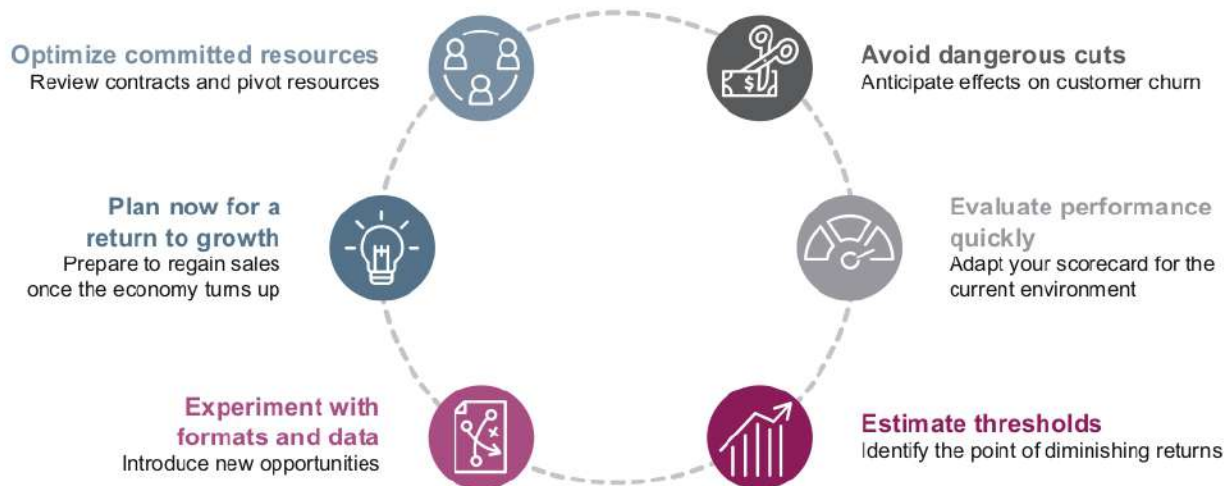 Optimize committed resources
Review contracts and pivot resources
Avoid dangerous cuts
Anticipate effects on customer churn
$
Plan now for a
return to growth
Prepare to regain sales
once the economy turns up
Evaluate performance
quickly
Adapt your scorecard for the
current environment
Experiment with
formats and data
Introduce new opportunities
Estimate thresholds
Identify the point of diminishing returns